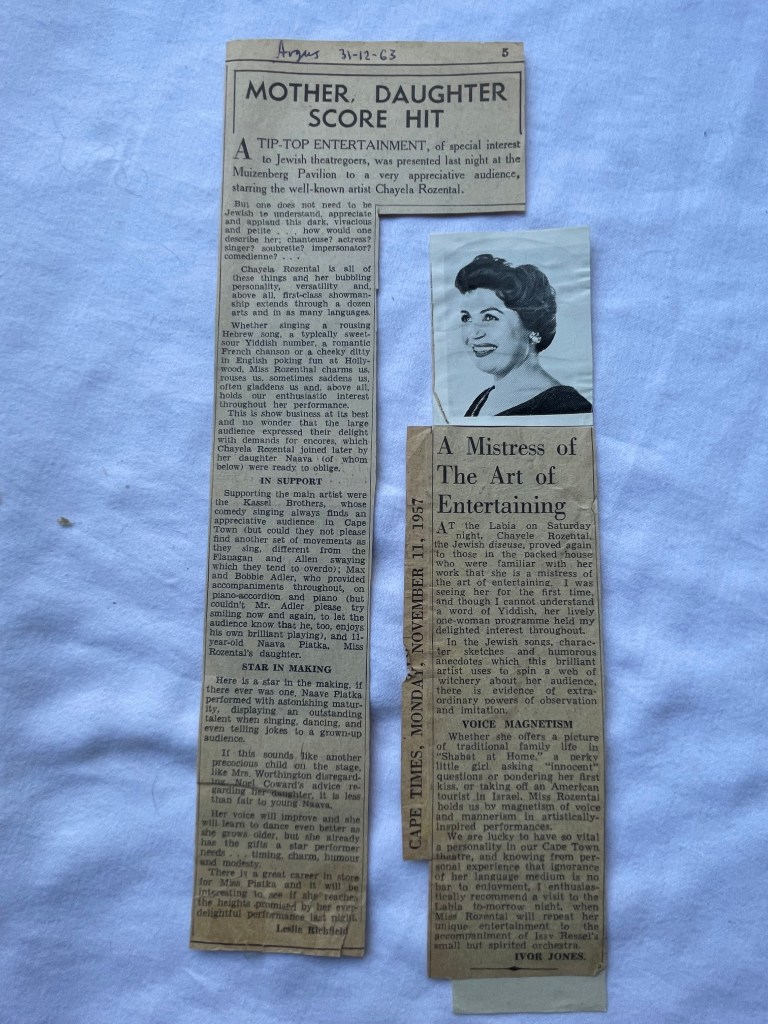 Argus 31-12-63
5
MOTHER, DAUGHTER
SCORE HIT
A TIP-TOP ENTERTAINMENT, of special interest
to Jewish theatregoers, was presented last night at the
Muizenberg Pavilion to a very appreciative audience,
starring the well-known artist Chayela Rozental.
But one does not need to be
Jewish to understand, appreciate
and applaud this dark, vivacious
and petite . . . how would one
describe her; chanteuse? actress?
singer? soubrette? impersonator?
comedienne? . . .
Chayela Rozental is all of
these things and her bubbling
personality, versatility and,
above all, first-class showman-
ship extends through a dozen
arts and in as many languages.
Whether singing a rousing
Hebrew song, a typically sweet-
sour Yiddish number, a romantic
French chanson or a cheeky ditty
in English poking fun at Holly-
wood, Miss Rozenthal charms us,
rouses us, sometimes saddens us,
often gladdens us and, above all,
holds our enthusiastic interest
throughout her performance.
This is show business at its best
and no wonder that the large
audience expressed their delight
with demands for encores, which
Chayela Rozental joined later by
her daughter Naava (of whom
below) were ready to oblige.
IN SUPPORT
Supporting the main artist were
the Kassel Brothers, whose
comedy singing always finds an
appreciative audience in Cape
Town (but could they not please
find another set of movements as
they sing, different from the
Flanagan and Allen swaying
which they tend to overdo); Max
and Bobbie Adler, who provided
accompaniments throughout, on
piano-accordion and piano (but
couldn't Mr. Adler please try
smiling now and again, to let the
audience know that he, too, enjoys
his own brilliant playing), and 11-
year-old Naava Piatka, Miss
Rozental's daughter.
STAR IN MAKING
Here is a star in the making, if
there ever was one. Naava Piatka
performed with astonishing matur-
ity, displaying an outstanding
talent when singing, dancing, and
even telling jokes to a grown-up
audience.
If this sounds like another
precocious child on the stage,
like Mrs. Worthington disregard-
ing Noel Coward's advice re-
garding her daughter, it is less
than fair to young Naava.
Her voice will improve and she
will learn to dance even better as
she grows older, but she already
has the gifts a star performer
needs . . . timing, charm, humour
and modesty.
There is a great career in store
for Miss Piatka and it will be
interesting to see if she reaches
the heights promised by her ever-
delightful performance last night.
Leslie Richfield
CAPE TIMES, MONDAY, NOVEMBER 11, 1957
A Mistress of
The Art of
Entertaining
AT the Labia on Saturday
night, Chayele Rozental,
the Jewish diseuse, proved again
to those in the packed house
who were familiar with her
work that she is a mistress of
the art of entertaining. I was
seeing her for the first time,
and though I cannot understand
a word of Yiddish, her lively
one-woman programme held my
delighted interest throughout.
In the Jewish songs, charac-
ter sketches and humorous
anecdotes which this brilliant
artist uses to spin a web of
witchery about her audience,
there is evidence of extra-
ordinary powers of observation
and imitation.
VOICE MAGNETISM
Whether she offers a picture
of traditional family life in
"Shabat at Home," a perky
little girl asking "innocent"
questions or pondering her first
kiss, or taking off an American
tourist in Israel, Miss Rozental
holds us by magnetism of voice
and mannerism in artistically-
inspired performances.
We are lucky to have so vital
a personality in our Cape Town
theatre, and knowing from per-
sonal experience that ignorance
of her language medium is no
bar to enjoyment, I enthusias-
tically recommend a visit to the
Labia to-morrow night, when
Miss Rozental will repeat her
unique entertainment to the
accompaniment of Issy Ressel's
small but spirited orchestra.
IVOR JONES.